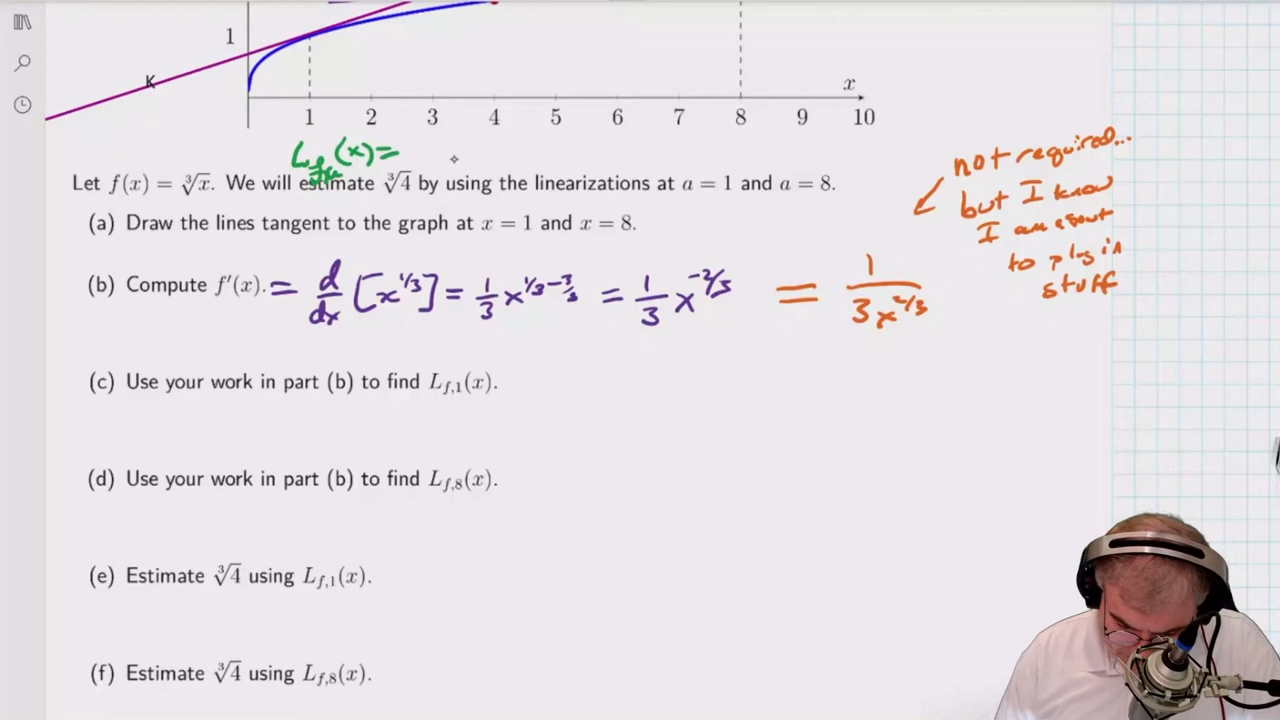 1
x
1 2 3 4 5 6 7 8 9 10
L_{f,a}(x)=
Let f(x) = ∛x. We will estimate ∛4 by using the linearizations at a = 1 and a = 8.
(a) Draw the lines tangent to the graph at x = 1 and x = 8.
(b) Compute f′(x). = d/dx [x^{1/3}] = 1/3 x^{1/3-3/3} = 1/3 x^{-2/3} = 1/(3x^{2/3})
not required...
but I know
I am about
to plug in
stuff
(c) Use your work in part (b) to find L_{f,1}(x).
(d) Use your work in part (b) to find L_{f,8}(x).
(e) Estimate ∛4 using L_{f,1}(x).
(f) Estimate ∛4 using L_{f,8}(x).